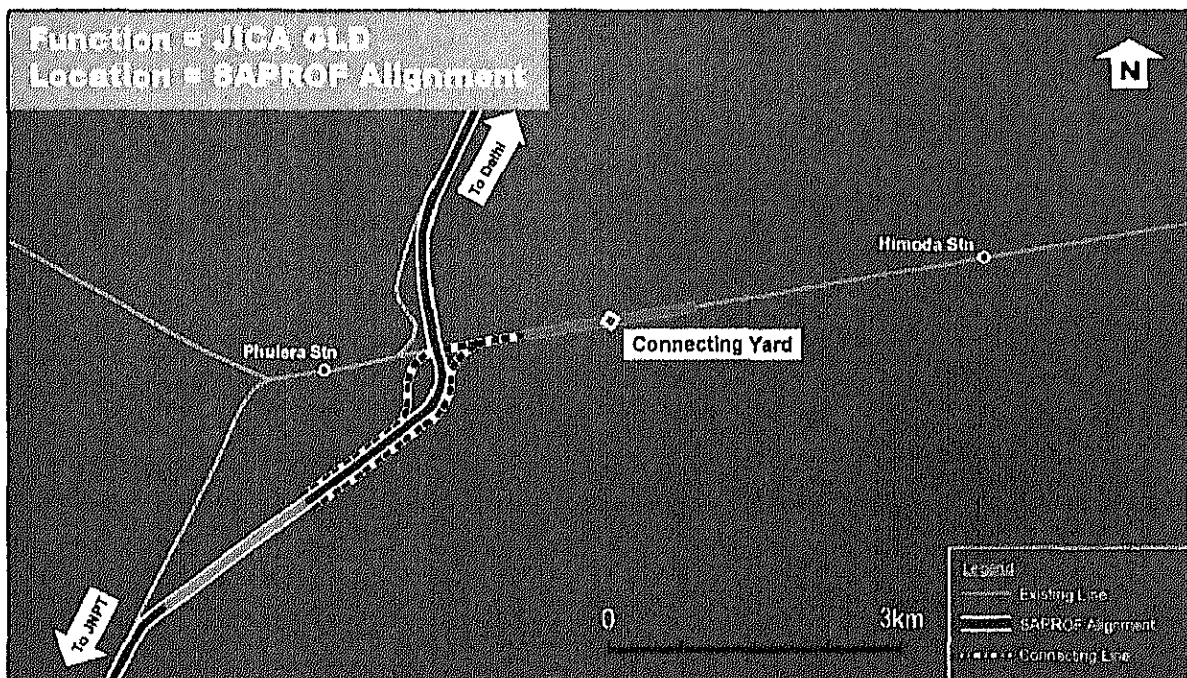 Function = JICA OLD
Location = SAPROF Alignment
N
To Delhi
Himoda Stn
Connecting Yard
Phulera Stn
To JNPT
0 3km
Legend
Existing Line
SAPROF Alignment
Connecting Line